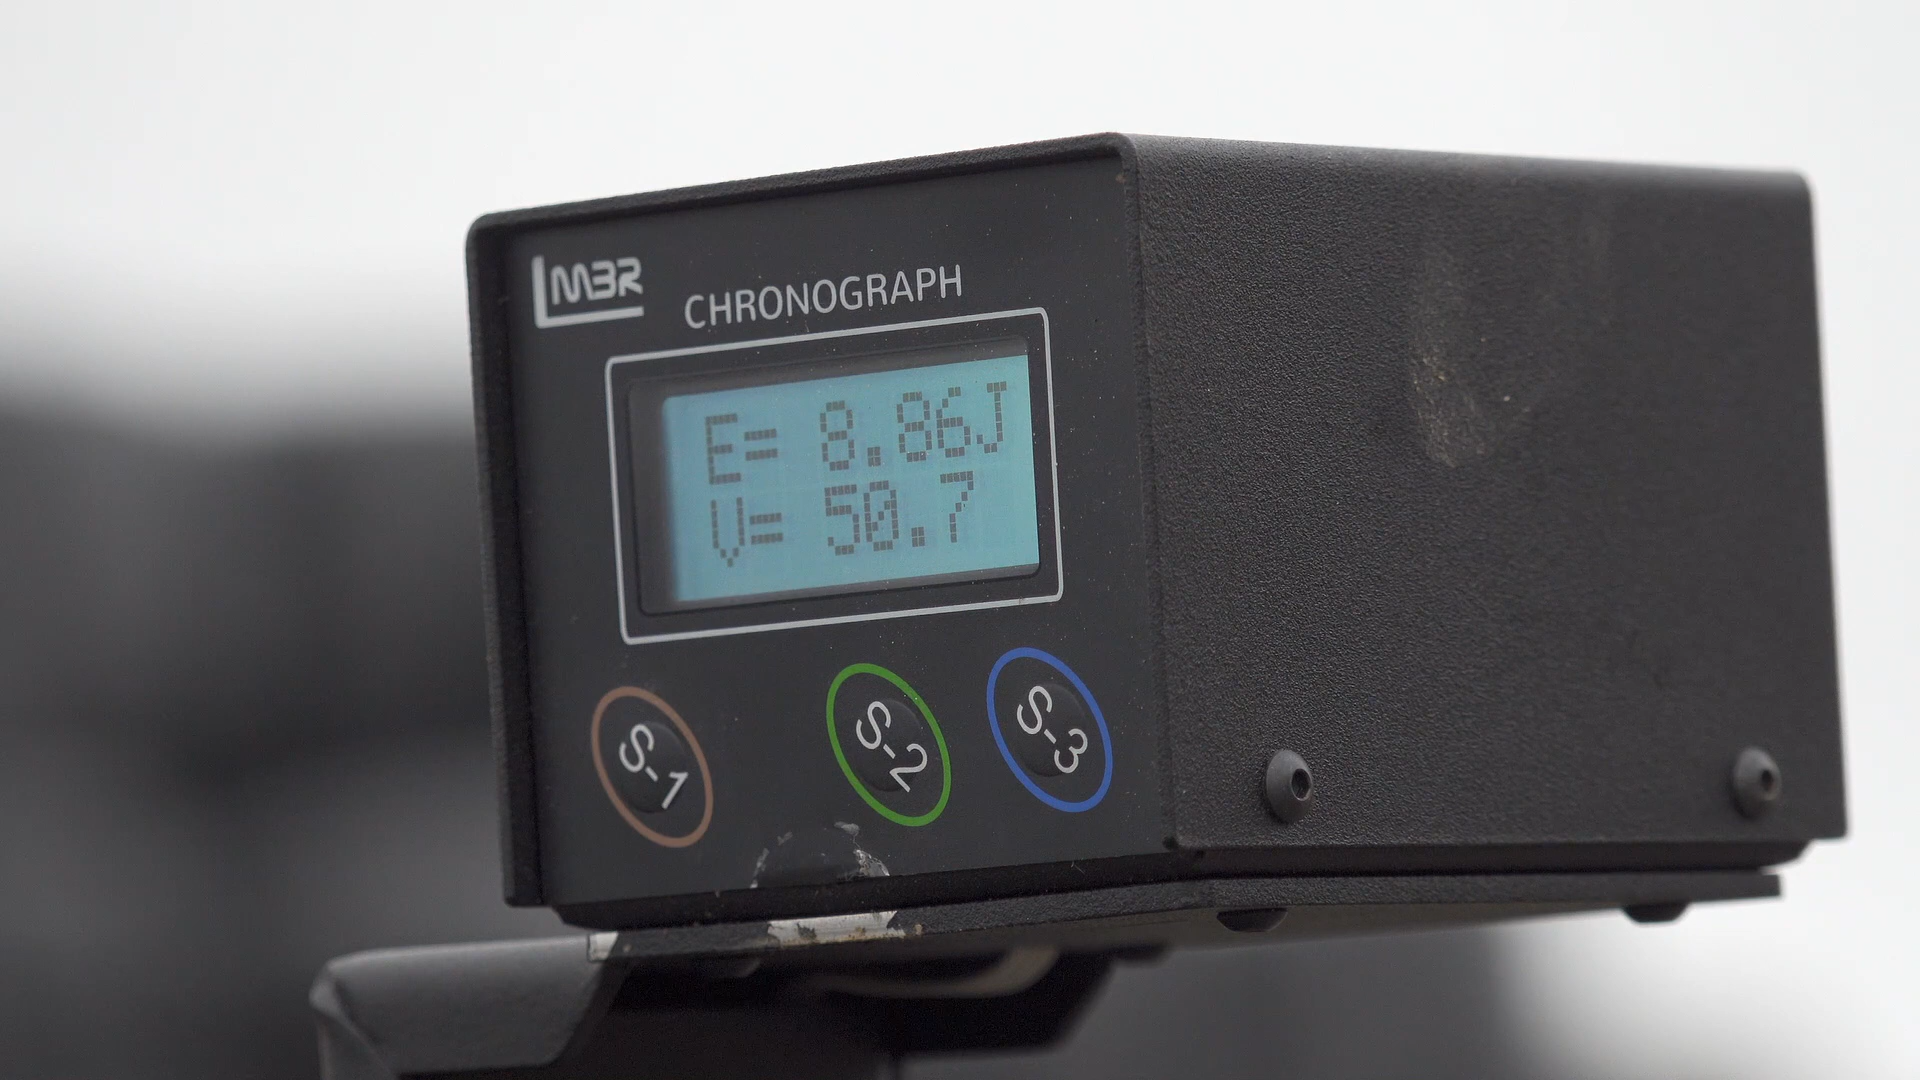 LMBR
CHRONOGRAPH
E= 8.86J
V= 50.7
S-1
S-2
S-3